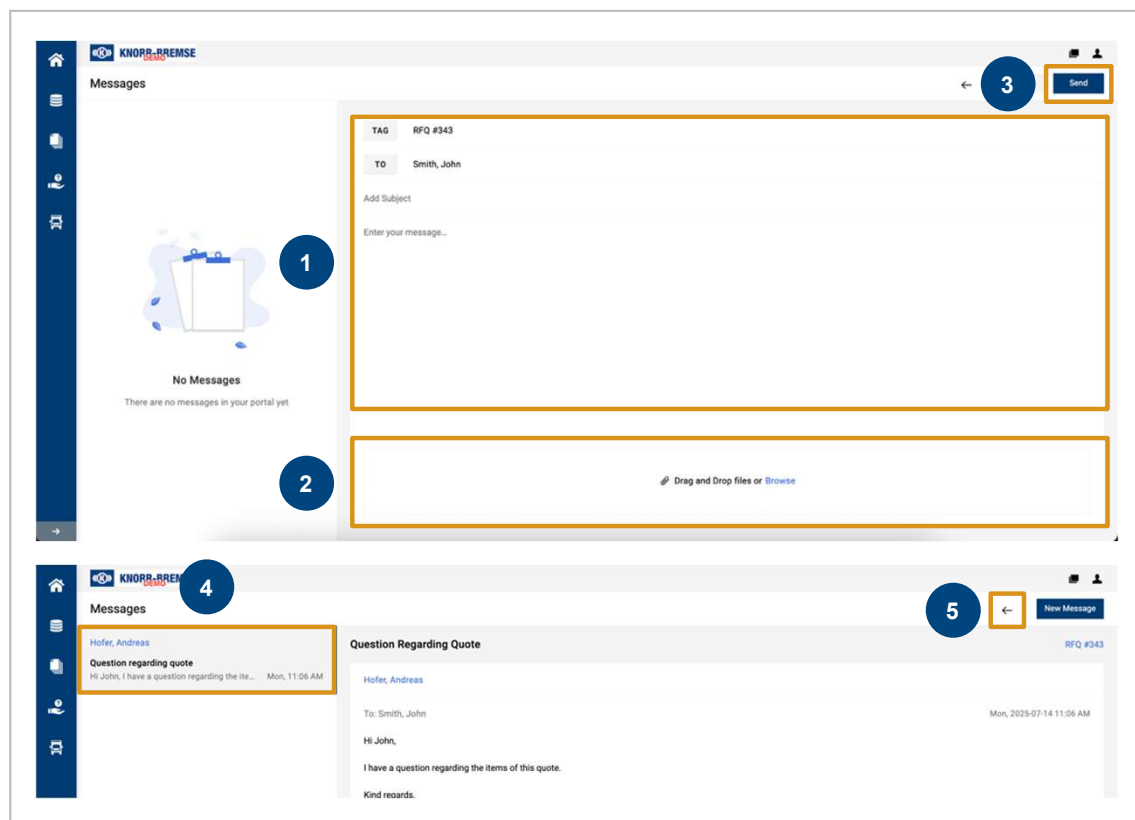 KNORR-BREMSE
DEMO
Messages
3
Send
TAG RFQ #343
TO Smith, John
Add Subject
Enter your message...
1
No Messages
There are no messages in your portal yet
2
Drag and Drop files or Browse
KNORR-BREM
DEMO
4
Messages
5
New Message
Hofer, Andreas
Question regarding quote
Hi John, I have a question regarding the ite... Mon, 11:06 AM
Question Regarding Quote
RFQ #343
Hofer, Andreas
To: Smith, John
Mon, 2025-07-14 11:06 AM
Hi John,
I have a question regarding the items of this quote.
Kind regards,